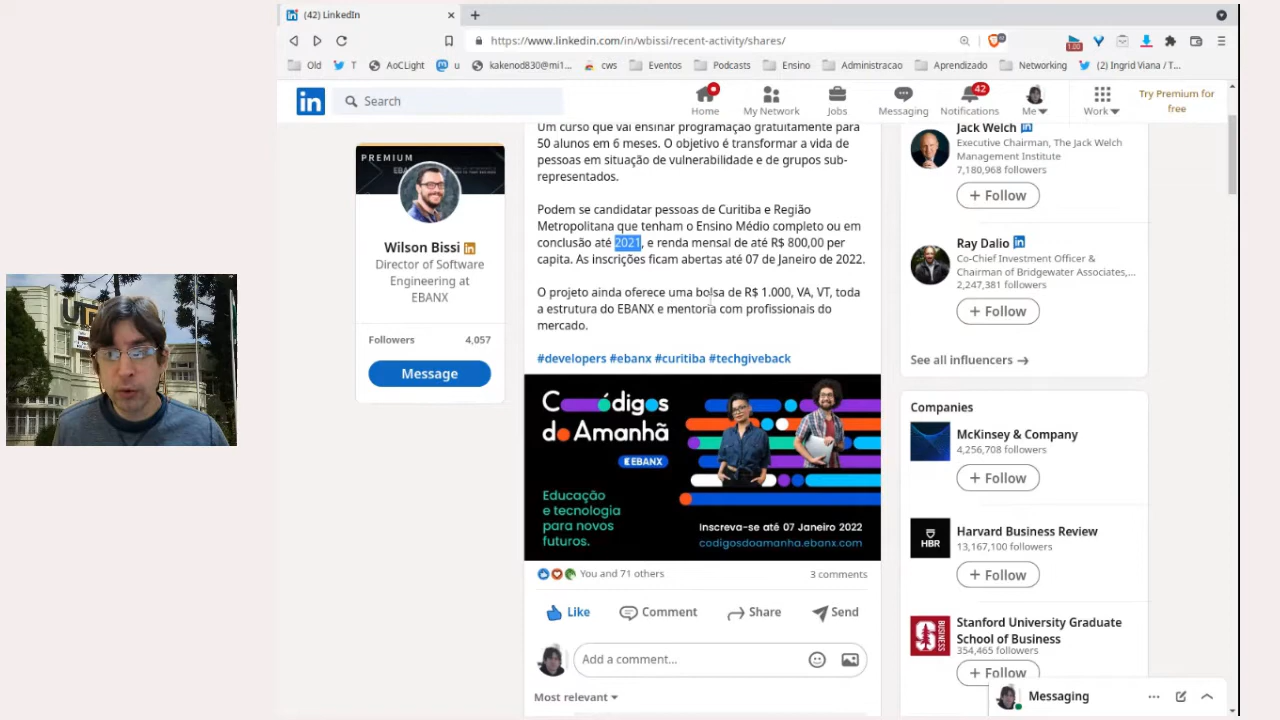 (42) LinkedIn
https://www.linkedin.com/in/wbissi/recent-activity/shares/
1.00
Old
T
AoCLight
u
kakenod830@mi1...
cws
Eventos
Podcasts
Ensino
Administracao
Aprendizado
Networking
(2) Ingrid Viana / T...
in
Search
Home
My Network
Jobs
Messaging
42
Notifications
Me
Work
Try Premium for
free
PREMIUM
Wilson Bissi in
Director of Software
Engineering at
EBANX
Followers
4,057
Message
Um curso que vai ensinar programação gratuitamente para
50 alunos em 6 meses. O objetivo é transformar a vida de
pessoas em situação de vulnerabilidade e de grupos sub-
representados.
Podem se candidatar pessoas de Curitiba e Região
Metropolitana que tenham o Ensino Médio completo ou em
conclusão até 2021, e renda mensal de até R$ 800,00 per
capita. As inscrições ficam abertas até 07 de Janeiro de 2022.
O projeto ainda oferece uma bolsa de R$ 1.000, VA, VT, toda
a estrutura do EBANX e mentoria com profissionais do
mercado.
#developers #ebanx #curitiba #techgiveback
Códigos
do Amanhã
EBANX
Educação
e tecnologia
para novos
futuros.
Inscreva-se até 07 Janeiro 2022
codigosdoamanha.ebanx.com
You and 71 others
3 comments
Like
Comment
Share
Send
Add a comment...
Most relevant
Jack Welch in
Executive Chairman, The Jack Welch
Management Institute
7,180,968 followers
+ Follow
Ray Dalio in
Co-Chief Investment Officer &
Chairman of Bridgewater Associates,...
2,247,381 followers
+ Follow
See all influencers →
Companies
McKinsey & Company
4,256,708 followers
+ Follow
HBR
Harvard Business Review
13,167,100 followers
+ Follow
Stanford University Graduate
School of Business
354,465 followers
+ Follow
Messaging